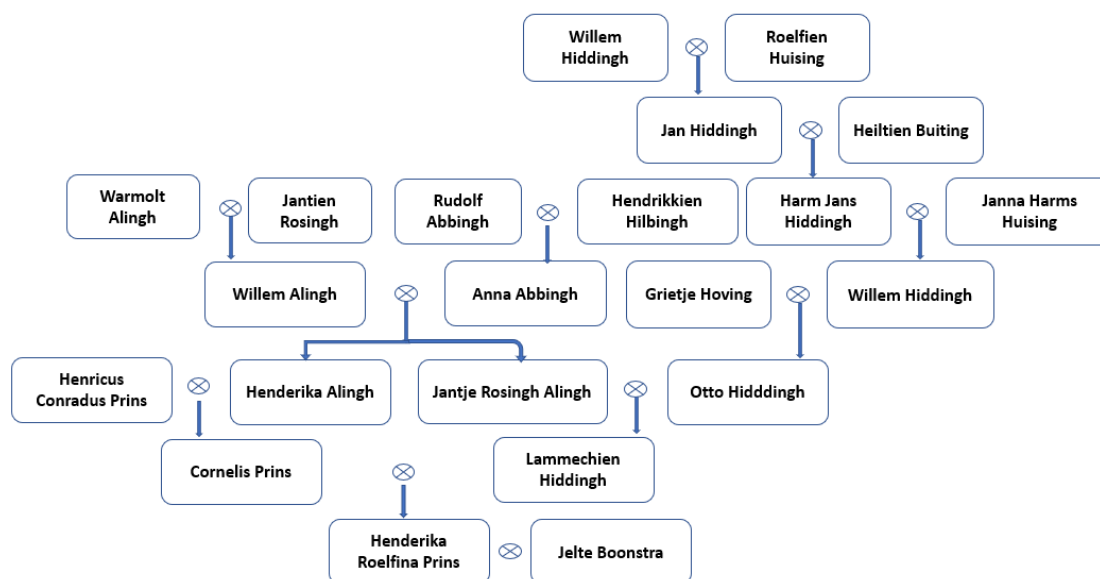 Willem
Hiddingh
Roelfien
Huising
Jan Hiddingh
Heiltien Buiting
Warmolt
Alingh
Jantien
Rosingh
Rudolf
Abbingh
Hendrikkien
Hilbingh
Harm Jans
Hiddingh
Janna Harms
Huising
Willem Alingh
Anna Abbingh
Grietje Hoving
Willem Hiddingh
Henricus
Conradus Prins
Henderika Alingh
Jantje Rosingh Alingh
Otto Hidddingh
Cornelis Prins
Lammechien
Hiddingh
Henderika
Roelfina Prins
Jelte Boonstra